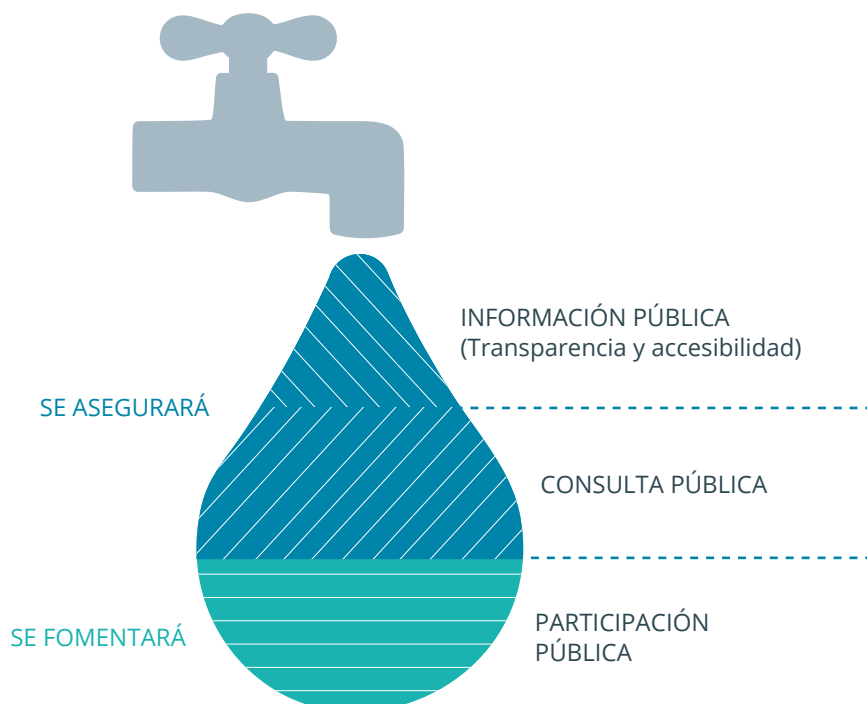 INFORMACIÓN PÚBLICA
(Transparencia y accesibilidad)
SE ASEGURARÁ
CONSULTA PÚBLICA
PARTICIPACIÓN
PÚBLICA
SE FOMENTARÁ